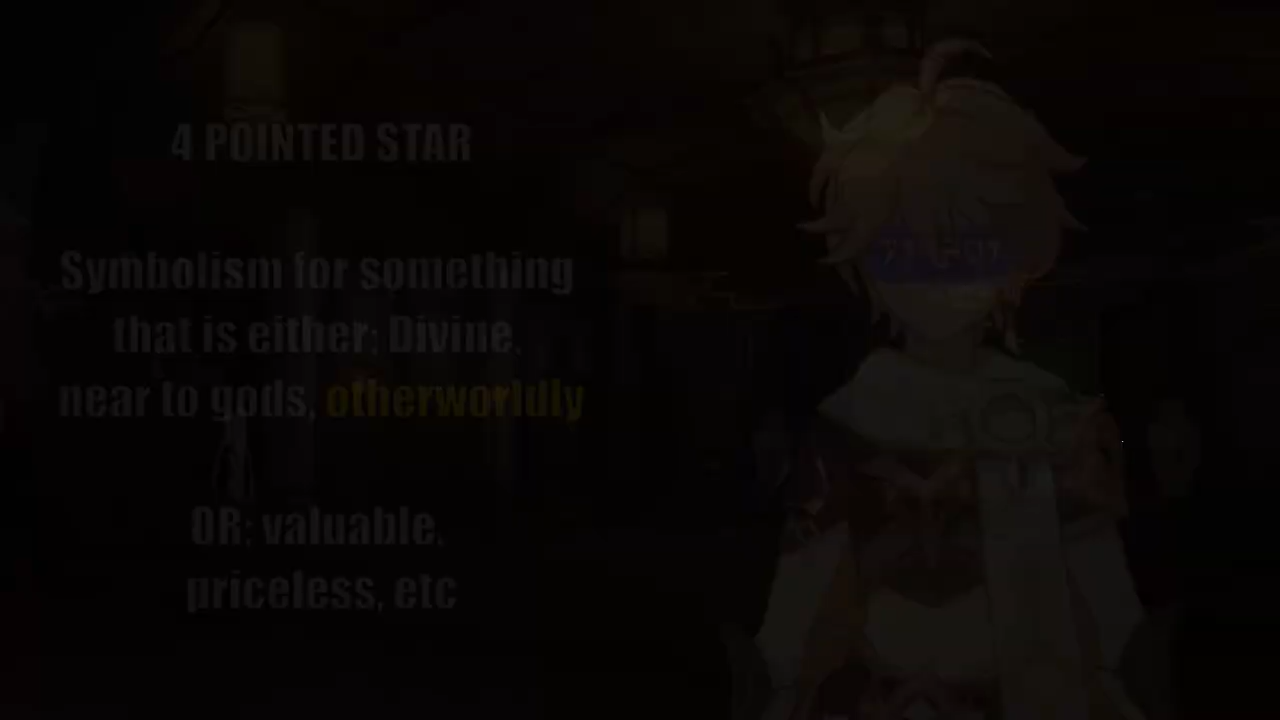 4 POINTED STAR
Symbolism for something
that is either; Divine,
near to gods, otherworldly
OR; valuable,
priceless, etc